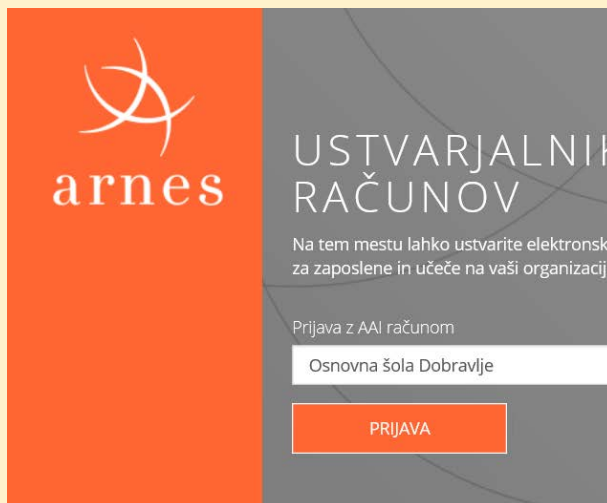 arnes
USTVARJALNIK
RAČUNOV
Na tem mestu lahko ustvarite elektronsk
za zaposlene in učeče na vaši organizacij
Prijava z AAI računom
Osnovna šola Dobravlje
PRIJAVA